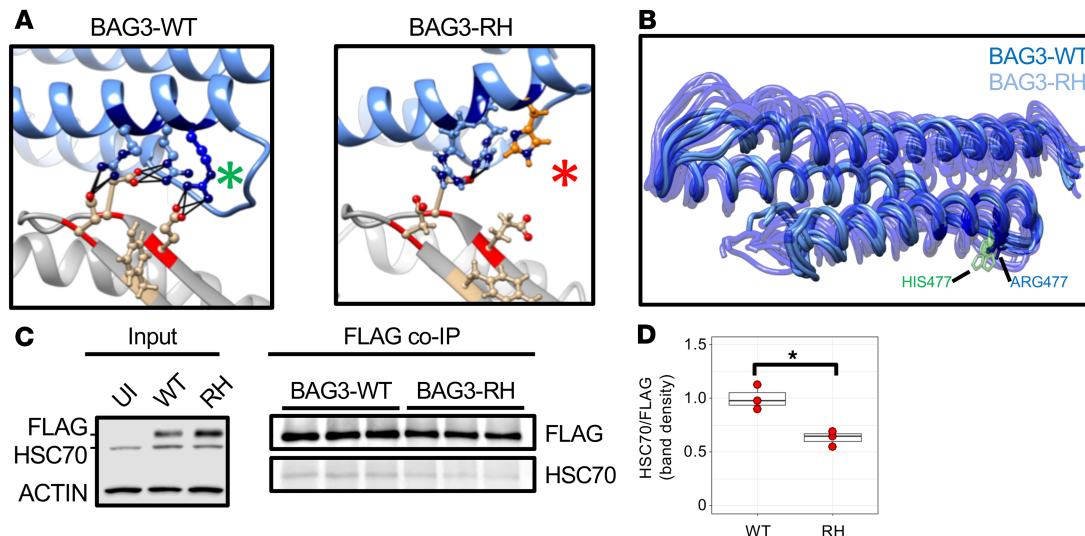 A
BAG3-WT
BAG3-RH
*
*
B
BAG3-WT
BAG3-RH
HIS477
ARG477
C
Input
FLAG co-IP
UI WT RH
BAG3-WT BAG3-RH
FLAG
HSC70
ACTIN
FLAG
HSC70
D
HSC70/FLAG
(band density)
1.5
1.0
0.5
0
*
WT RH